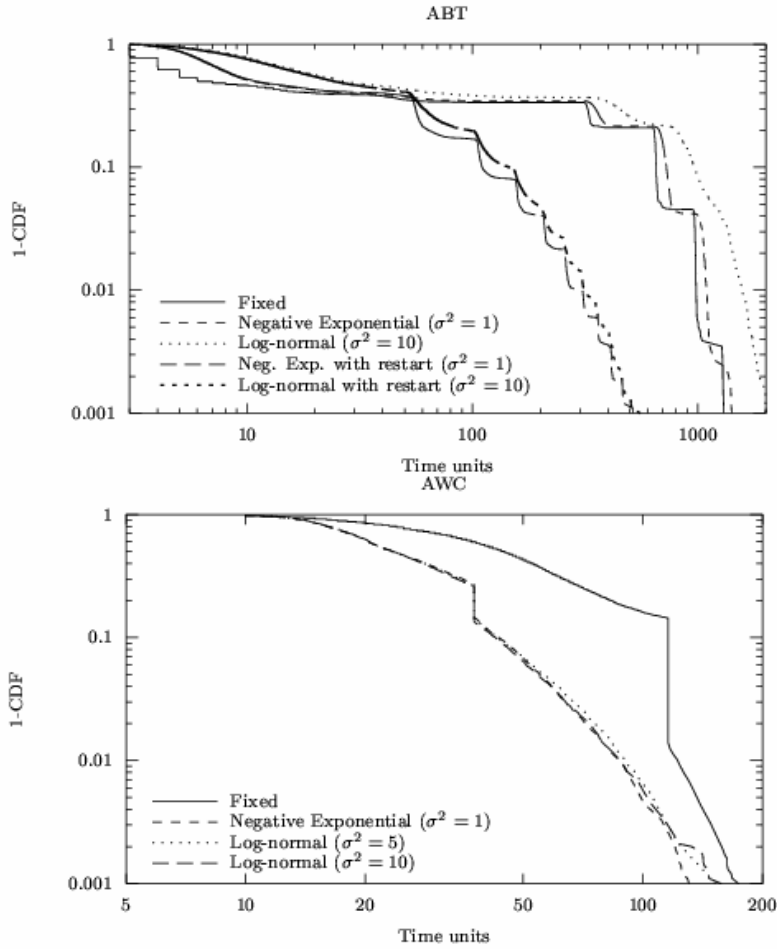 ABT
1
0.1
1-CDF
0.01
0.001
Fixed
Negative Exponential (σ² = 1)
Log-normal (σ² = 10)
Neg. Exp. with restart (σ² = 1)
Log-normal with restart (σ² = 10)
10 100 1000
Time units
AWC
1
0.1
1-CDF
0.01
0.001
Fixed
Negative Exponential (σ² = 1)
Log-normal (σ² = 5)
Log-normal (σ² = 10)
5 10 20 50 100 200
Time units